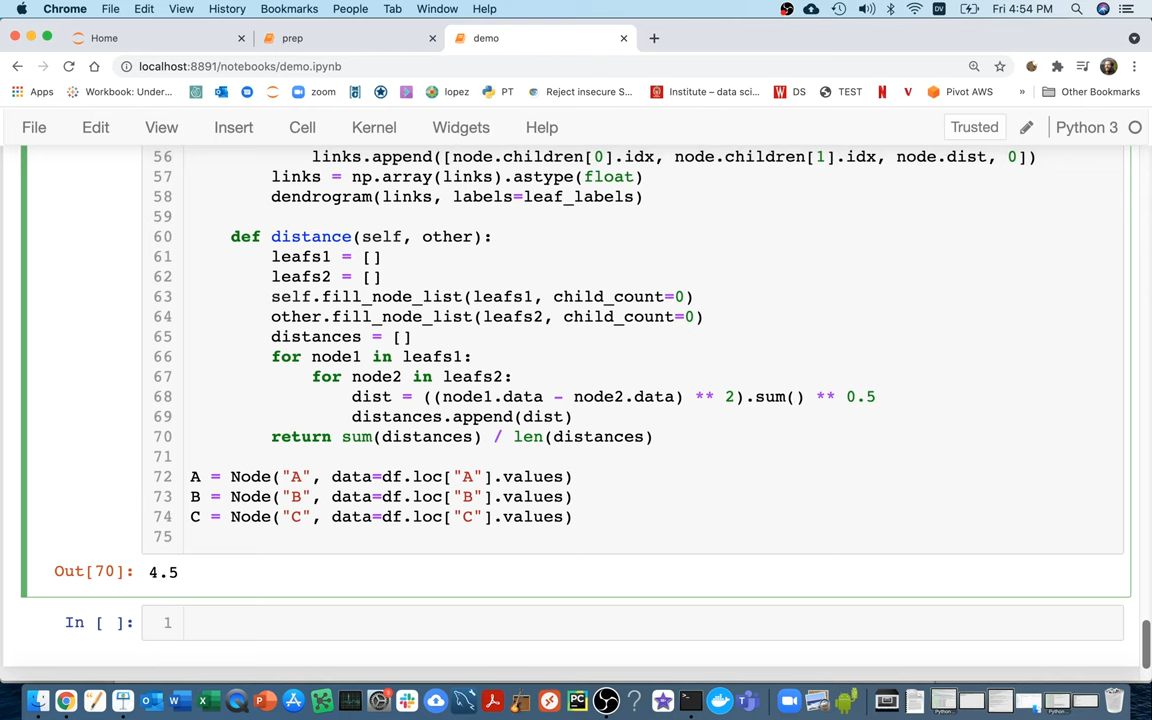 Chrome File Edit View History Bookmarks People Tab Window Help Fri 4:54 PM
Home prep demo
localhost:8891/notebooks/demo.ipynb
Apps Workbook: Under... zoom lopez PT Reject insecure S... Institute – data sci... DS TEST Pivot AWS » Other Bookmarks
File Edit View Insert Cell Kernel Widgets Help Trusted Python 3
56 links.append([node.children[0].idx, node.children[1].idx, node.dist, 0])
57 links = np.array(links).astype(float)
58 dendrogram(links, labels=leaf_labels)
59
60 def distance(self, other):
61 leafs1 = []
62 leafs2 = []
63 self.fill_node_list(leafs1, child_count=0)
64 other.fill_node_list(leafs2, child_count=0)
65 distances = []
66 for node1 in leafs1:
67 for node2 in leafs2:
68 dist = ((node1.data - node2.data) ** 2).sum() ** 0.5
69 distances.append(dist)
70 return sum(distances) / len(distances)
71
72 A = Node("A", data=df.loc["A"].values)
73 B = Node("B", data=df.loc["B"].values)
74 C = Node("C", data=df.loc["C"].values)
75
Out[70]: 4.5
In [ ]: 1